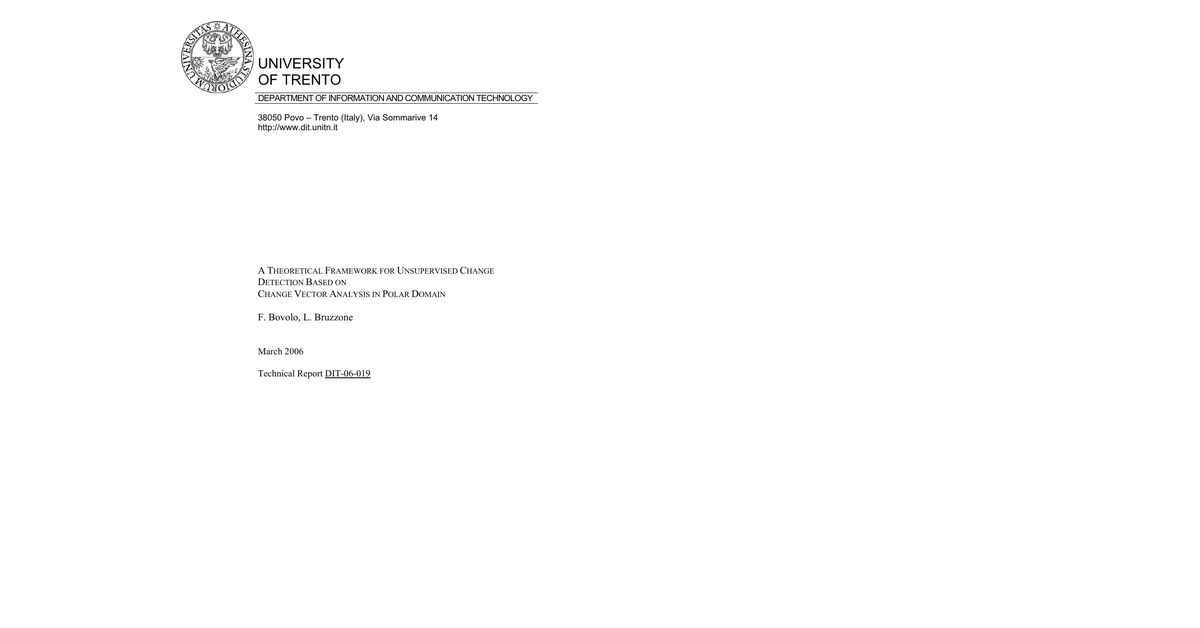 UNIVERSITAS ATHESINA STUDIORUM
UNIVERSITY
OF TRENTO
DEPARTMENT OF INFORMATION AND COMMUNICATION TECHNOLOGY
38050 Povo – Trento (Italy), Via Sommarive 14
http://www.dit.unitn.it
A THEORETICAL FRAMEWORK FOR UNSUPERVISED CHANGE
DETECTION BASED ON
CHANGE VECTOR ANALYSIS IN POLAR DOMAIN
F. Bovolo, L. Bruzzone
March 2006
Technical Report DIT-06-019